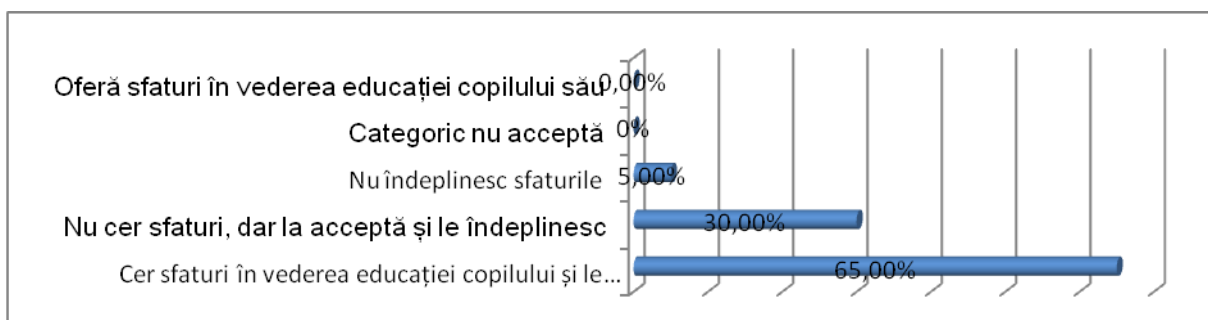 Oferă sfaturi în vederea educației copilului său 0,00%
Categoric nu acceptă 0%
Nu îndeplinesc sfaturile 5,00%
Nu cer sfaturi, dar la acceptă și le îndeplinesc 30,00%
Cer sfaturi în vederea educației copilului și le... 65,00%